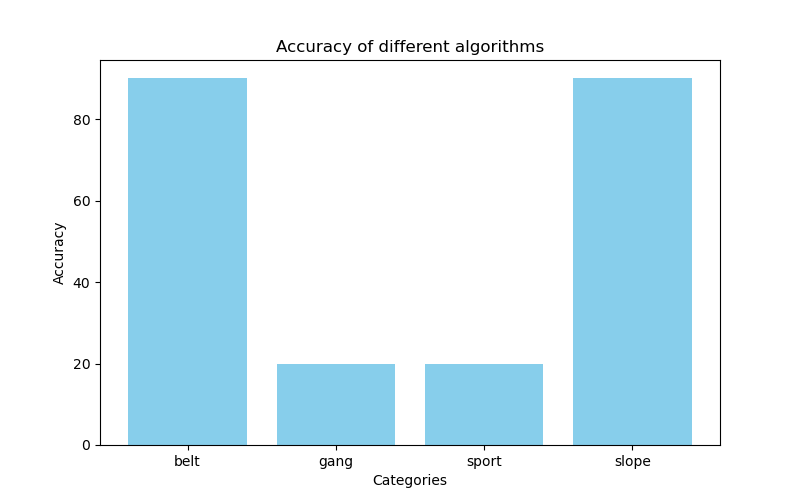 Accuracy of different algorithms
Accuracy
80
60
40
20
0
belt gang sport slope
Categories